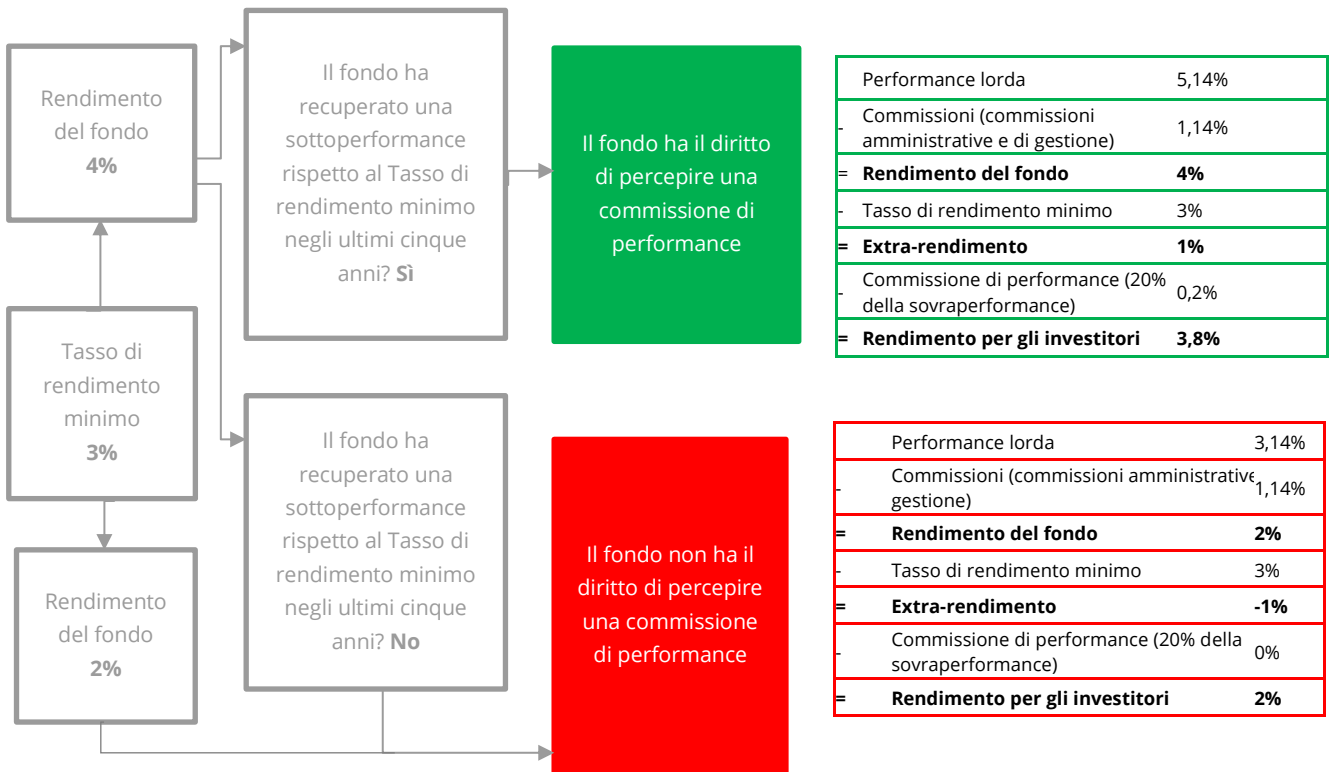 Rendimento
del fondo
4%
Tasso di
rendimento
minimo
3%
Rendimento
del fondo
2%
Il fondo ha
recuperato una
sottoperformance
rispetto al Tasso di
rendimento minimo
negli ultimi cinque
anni? Sì
Il fondo ha
recuperato una
sottoperformance
rispetto al Tasso di
rendimento minimo
negli ultimi cinque
anni? No
Il fondo ha il diritto
di percepire una
commissione di
performance
Il fondo non ha il
diritto di percepire
una commissione
di performance
Performance lorda 5,14%
- Commissioni (commissioni
amministrative e di gestione) 1,14%
= Rendimento del fondo 4%
- Tasso di rendimento minimo 3%
= Extra-rendimento 1%
- Commissione di performance (20%
della sovraperformance) 0,2%
= Rendimento per gli investitori 3,8%
Performance lorda 3,14%
- Commissioni (commissioni amministrative
gestione) 1,14%
= Rendimento del fondo 2%
- Tasso di rendimento minimo 3%
= Extra-rendimento -1%
- Commissione di performance (20% della
sovraperformance) 0%
= Rendimento per gli investitori 2%